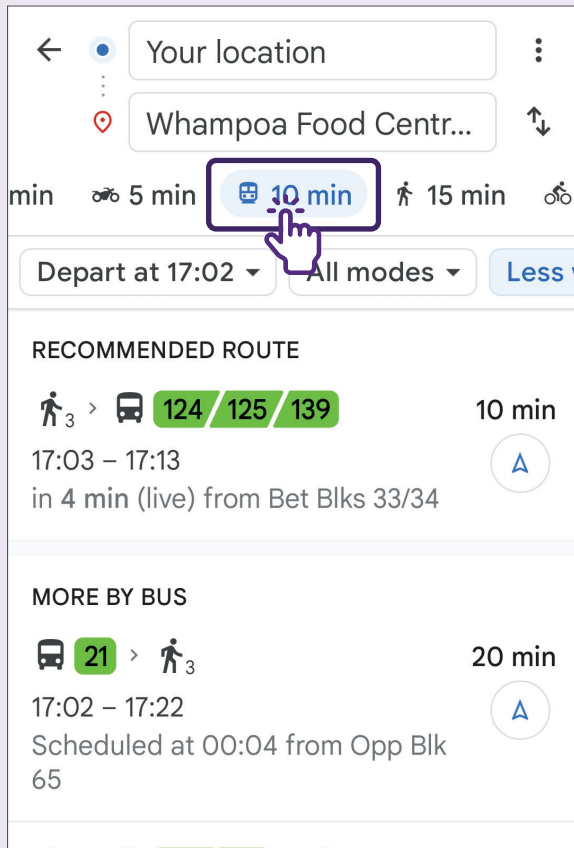 Your location
Whampoa Food Centr...
min 5 min 10 min 15 min
Depart at 17:02 All modes Less
RECOMMENDED ROUTE
3 > 124 / 125 / 139 10 min
17:03 – 17:13
in 4 min (live) from Bet Blks 33/34
MORE BY BUS
21 > 3 20 min
17:02 – 17:22
Scheduled at 00:04 from Opp Blk
65